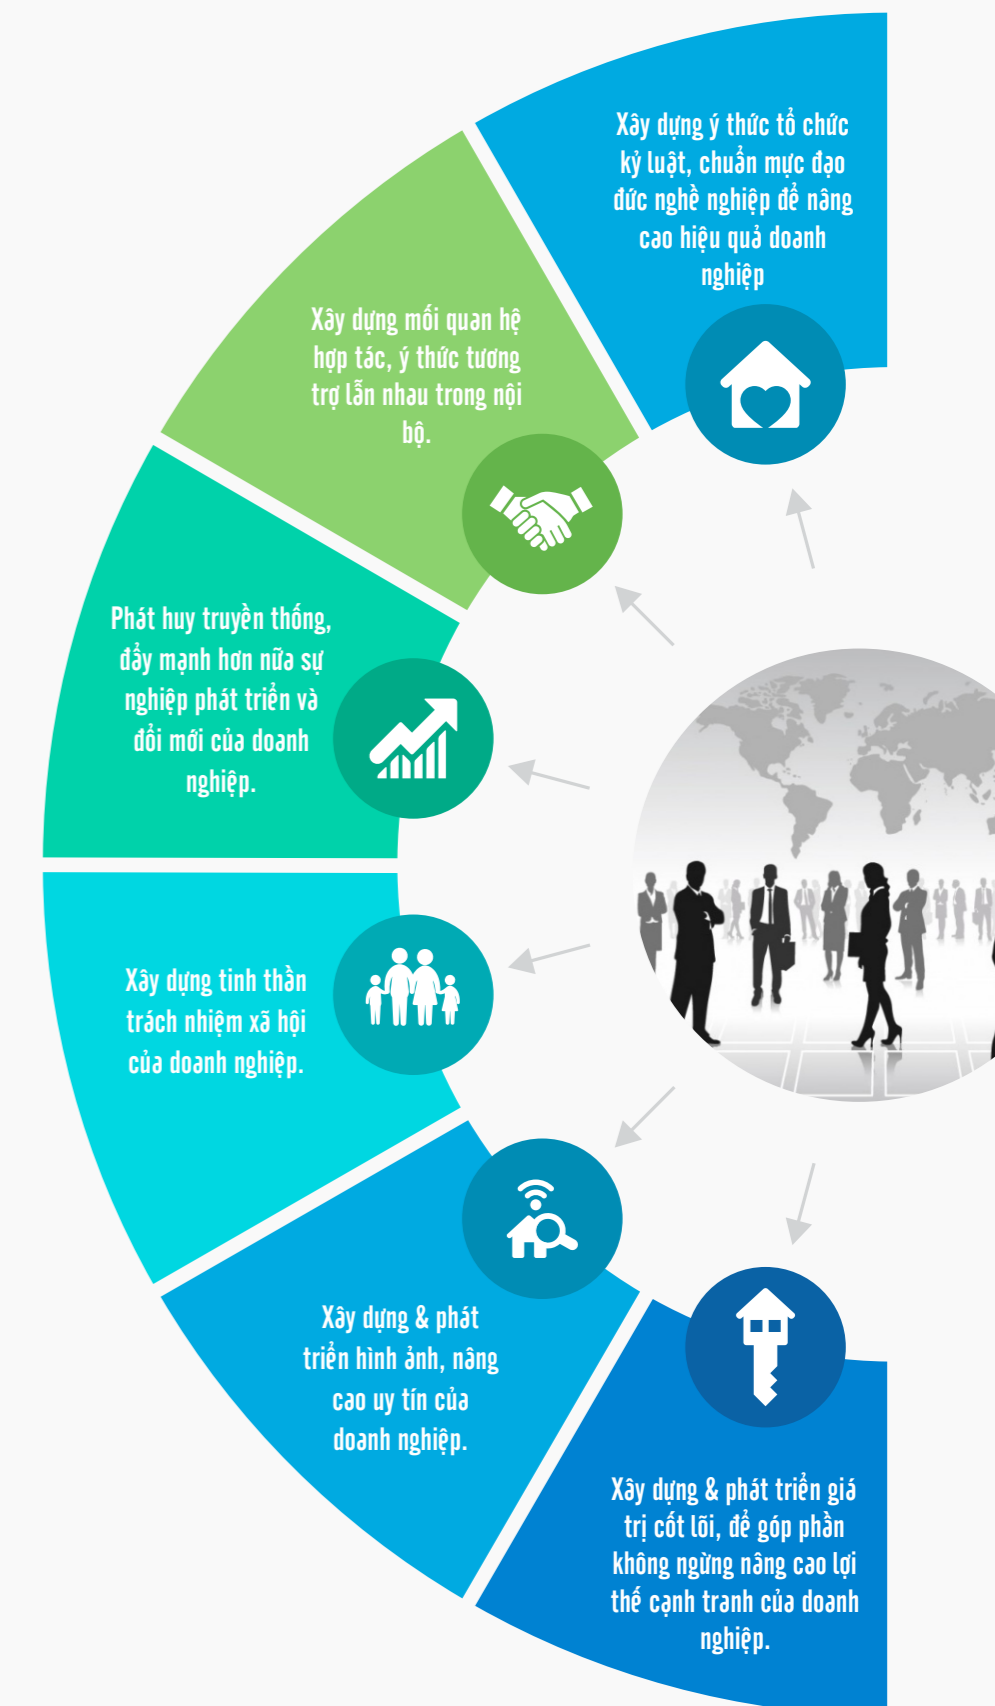 Xây dựng ý thức tổ chức
kỷ luật, chuẩn mực đạo
đức nghề nghiệp để nâng
cao hiệu quả doanh
nghiệp
Xây dựng mối quan hệ
hợp tác, ý thức tương
trợ lẫn nhau trong nội
bộ.
Phát huy truyền thống,
đẩy mạnh hơn nữa sự
nghiệp phát triển và
đổi mới của doanh
nghiệp.
Xây dựng tinh thần
trách nhiệm xã hội
của doanh nghiệp.
Xây dựng & phát
triển hình ảnh, nâng
cao uy tín của
doanh nghiệp.
Xây dựng & phát triển giá
trị cốt lõi, để góp phần
không ngừng nâng cao lợi
thế cạnh tranh của doanh
nghiệp.